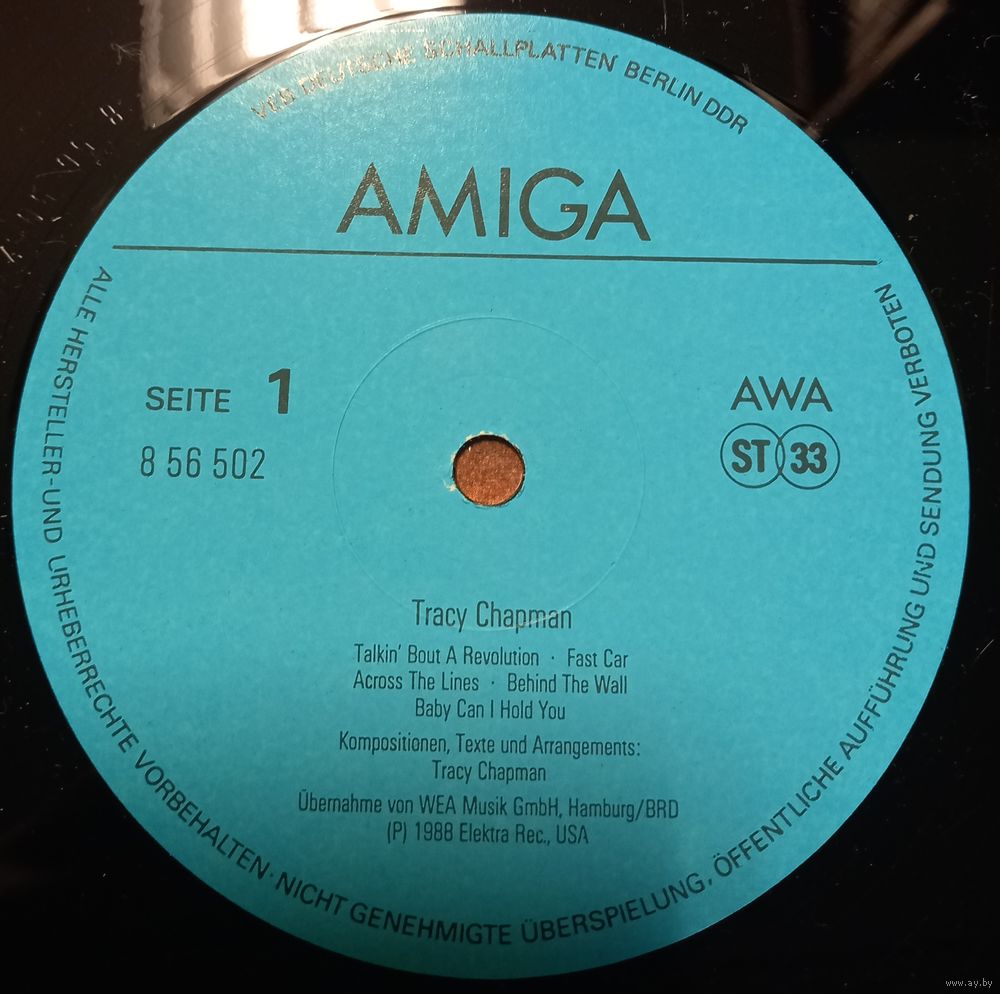 VEB DEUTSCHE SCHALLPLATTEN BERLIN DDR
AMIGA
SEITE 1
8 56 502
AWA
ST 33
Tracy Chapman
Talkin' Bout A Revolution · Fast Car
Across The Lines · Behind The Wall
Baby Can I Hold You
Kompositionen, Texte und Arrangements:
Tracy Chapman
Übernahme von WEA Musik GmbH, Hamburg/BRD
(P) 1988 Elektra Rec., USA
ALLE HERSTELLER-UND URHEBERRECHTE VORBEHALTEN · NICHT GENEHMIGTE ÜBERSPIELUNG, ÖFFENTLICHE AUFFÜHRUNG UND SENDUNG VERBOTEN
www.ay.by